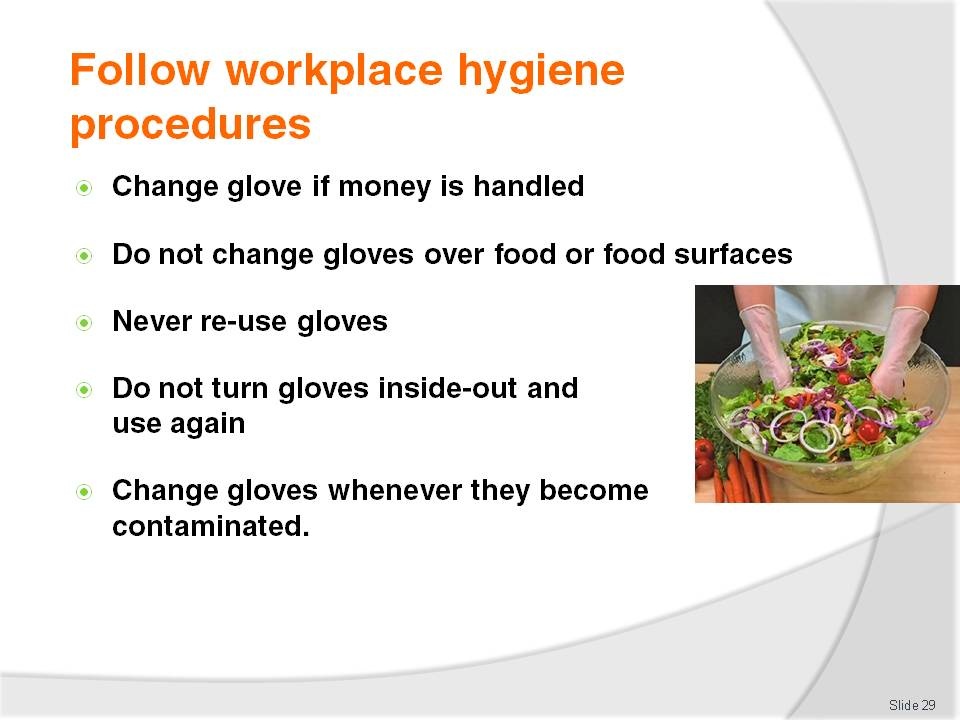 Follow workplace hygiene
procedures
Change glove if money is handled
Do not change gloves over food or food surfaces
Never re-use gloves
Do not turn gloves inside-out and
use again
Change gloves whenever they become
contaminated.
Slide 29